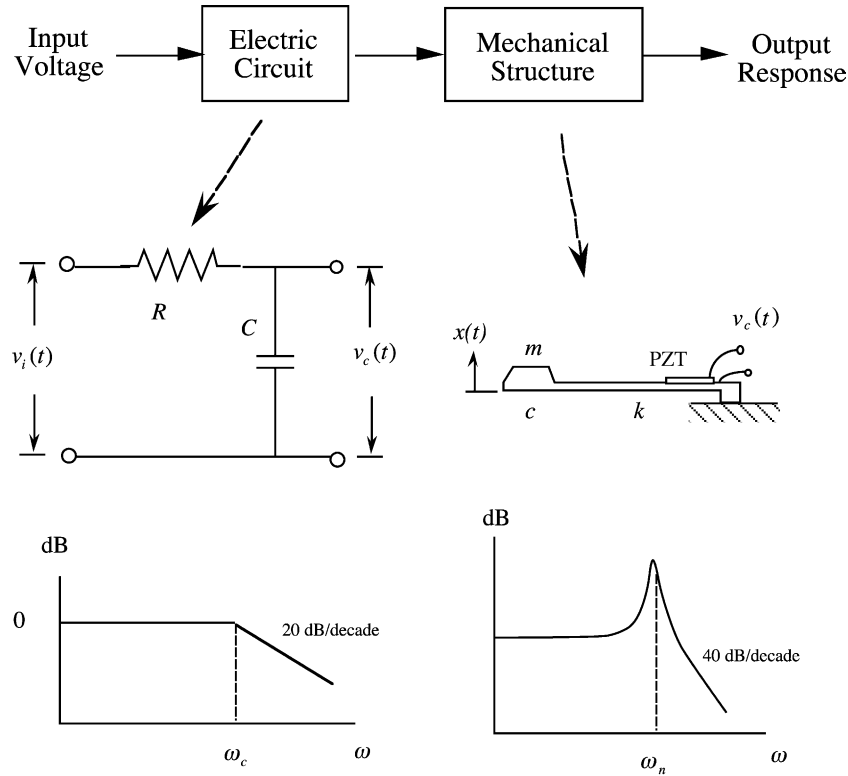 Input
Voltage
Electric
Circuit
Mechanical
Structure
Output
Response
R
C
v_i(t)
v_c(t)
x(t)
m
PZT
v_c(t)
c
k
dB
0
20 dB/decade
ω_c
ω
dB
40 dB/decade
ω_n
ω